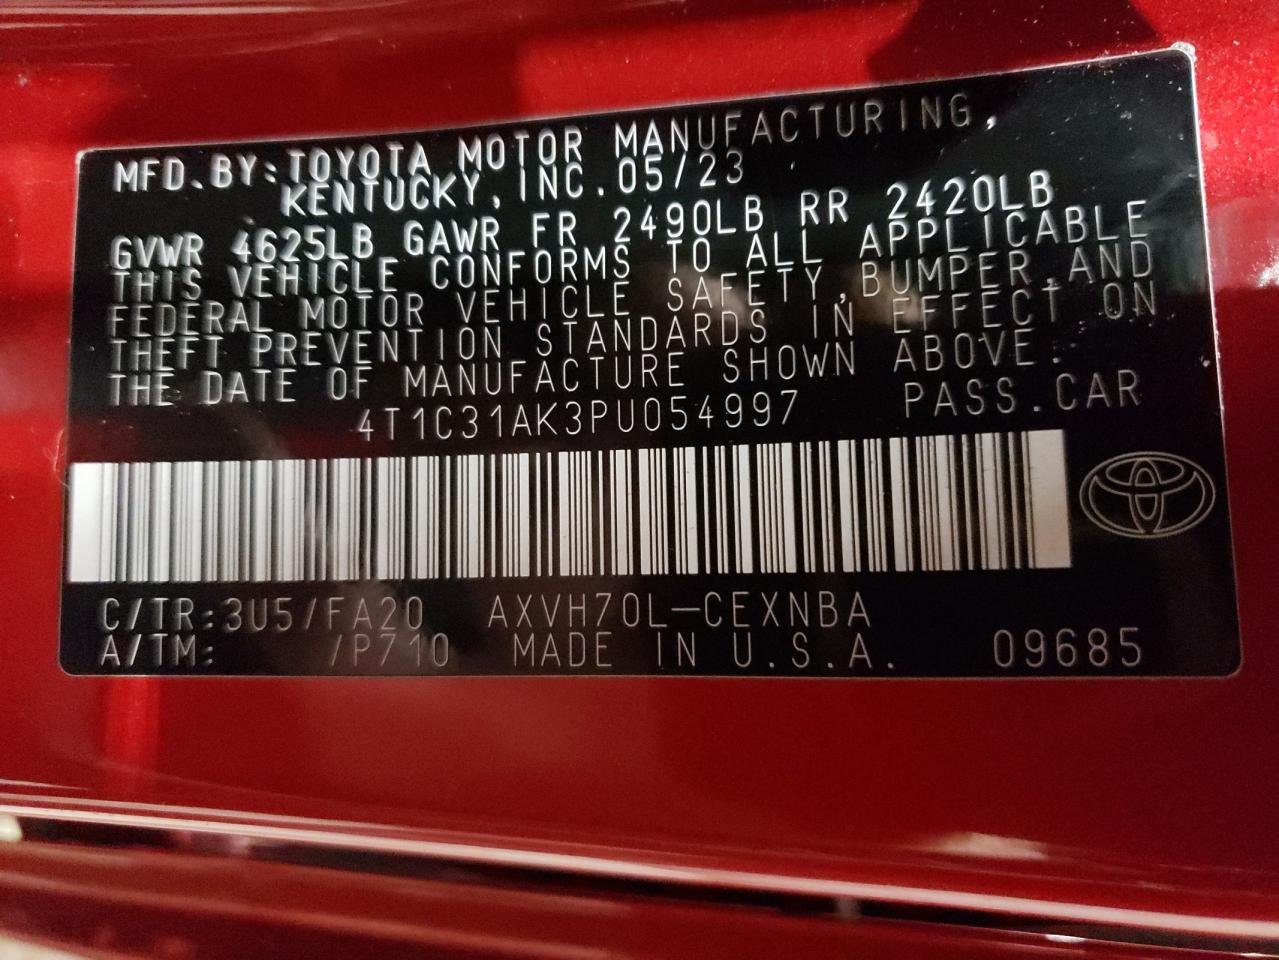 MFD.BY:TOYOTA MOTOR MANUFACTURING,
KENTUCKY,INC.05/23
GVWR 4625LB GAWR FR 2490LB RR 2420LB
THIS VEHICLE CONFORMS TO ALL APPLICABLE
FEDERAL MOTOR VEHICLE SAFETY,BUMPER,AND
THEFT PREVENTION STANDARDS IN EFFECT ON
THE DATE OF MANUFACTURE SHOWN ABOVE.
4T1C31AK3PU054997 PASS.CAR
C/TR:3U5/FA20 AXVH70L-CEXNBA
A/TM: /P710 MADE IN U.S.A. 09685